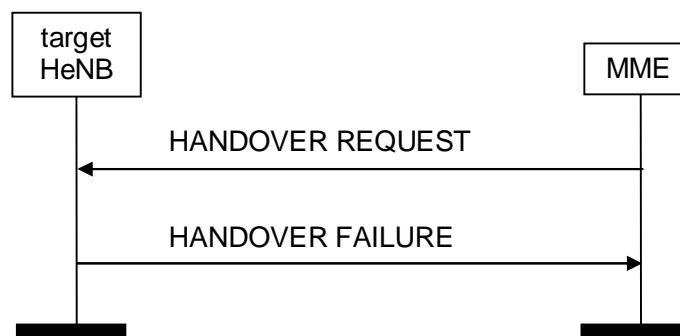 target
HeNB
MME
HANDOVER REQUEST
HANDOVER FAILURE